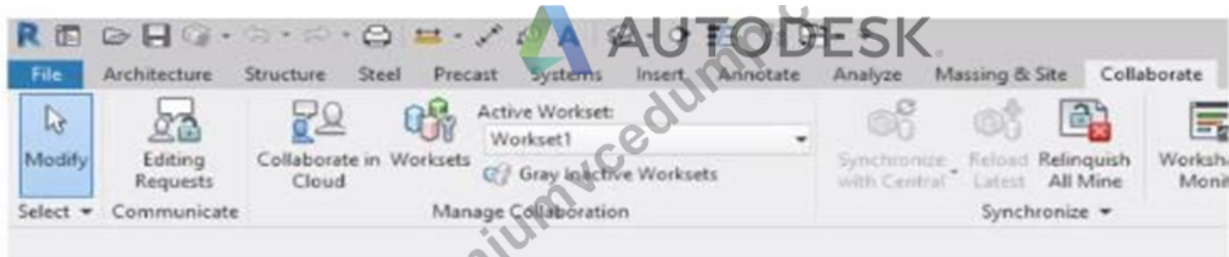 AUTODESK
File Architecture Structure Steel Precast Systems Insert Annotate Analyze Massing & Site Collaborate
Active Workset:
Workset1
Modify Editing Requests Collaborate in Cloud Worksets Gray Inactive Worksets Synchronize with Central Reload Latest Relinquish All Mine
Select Communicate Manage Collaboration Synchronize